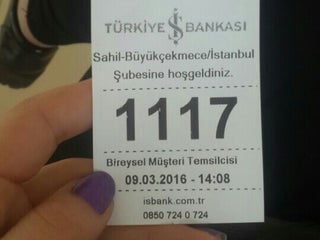 TÜRKİYE İŞ BANKASI
Sahil-Büyükçekmece/İstanbul
Şubesine hoşgeldiniz.
1117
Bireysel Müşteri Temsilcisi
09.03.2016 - 14:08
isbank.com.tr
0850 724 0 724